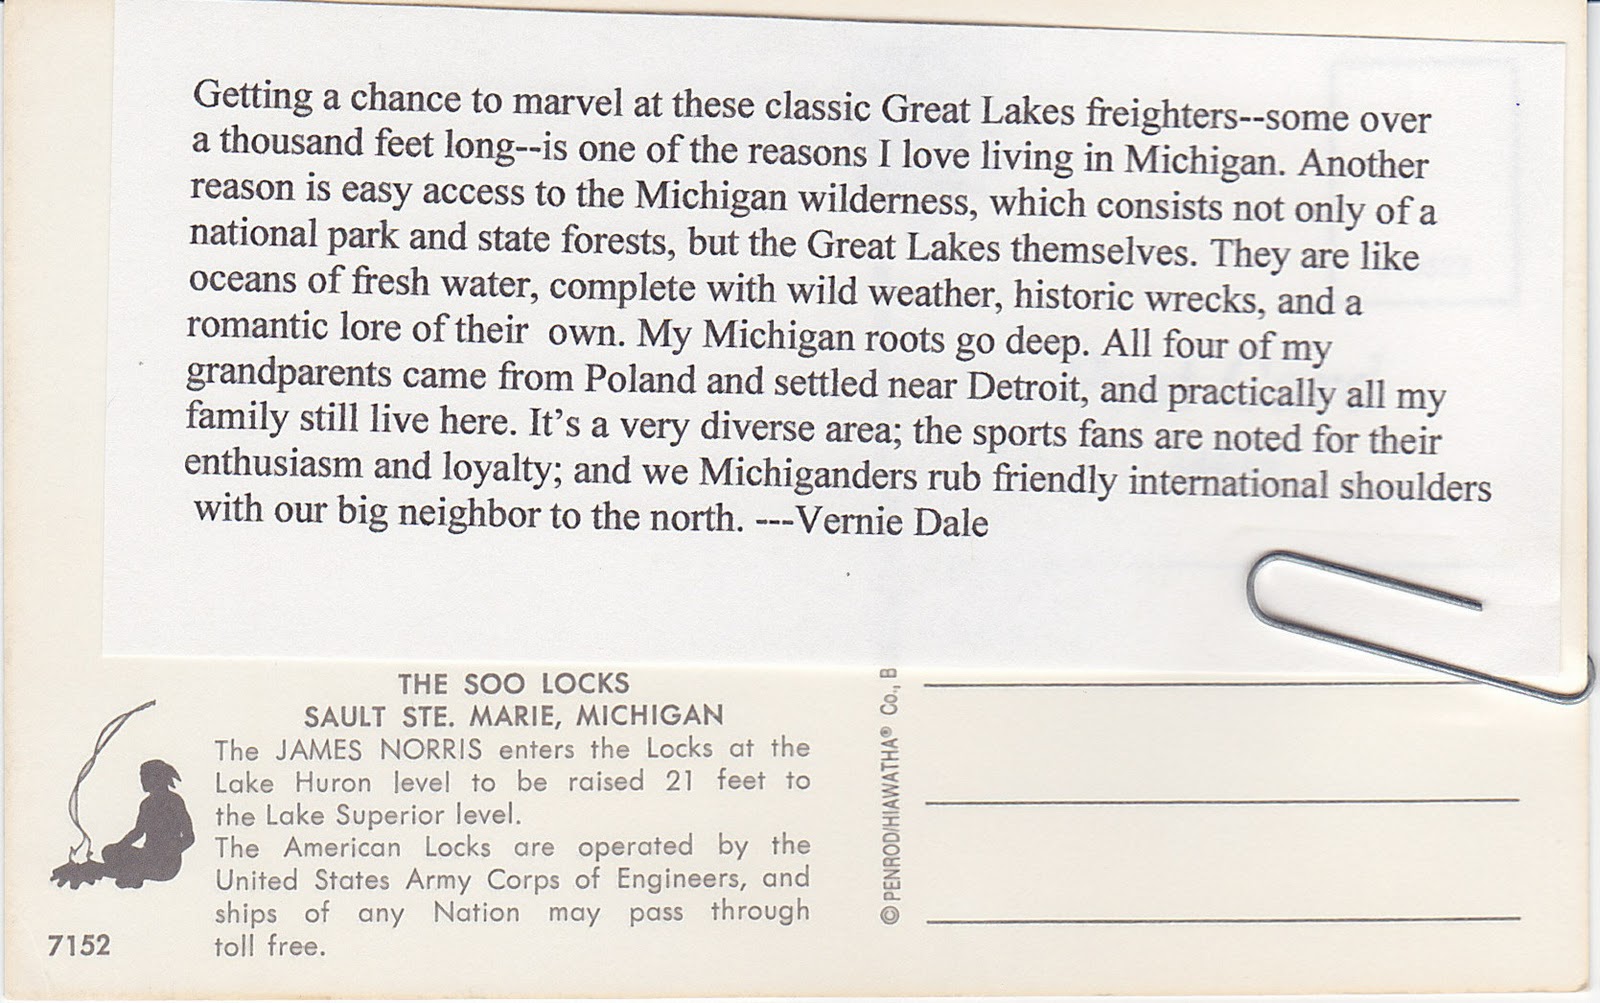 Getting a chance to marvel at these classic Great Lakes freighters--some over
a thousand feet long--is one of the reasons I love living in Michigan. Another
reason is easy access to the Michigan wilderness, which consists not only of a
national park and state forests, but the Great Lakes themselves. They are like
oceans of fresh water, complete with wild weather, historic wrecks, and a
romantic lore of their own. My Michigan roots go deep. All four of my
grandparents came from Poland and settled near Detroit, and practically all my
family still live here. It's a very diverse area; the sports fans are noted for their
enthusiasm and loyalty; and we Michiganders rub friendly international shoulders
with our big neighbor to the north. ---Vernie Dale
THE SOO LOCKS
SAULT STE. MARIE, MICHIGAN
The JAMES NORRIS enters the Locks at the
Lake Huron level to be raised 21 feet to
the Lake Superior level.
The American Locks are operated by the
United States Army Corps of Engineers, and
ships of any Nation may pass through
toll free.
7152
© PENROD/HIAWATHA® Co., B